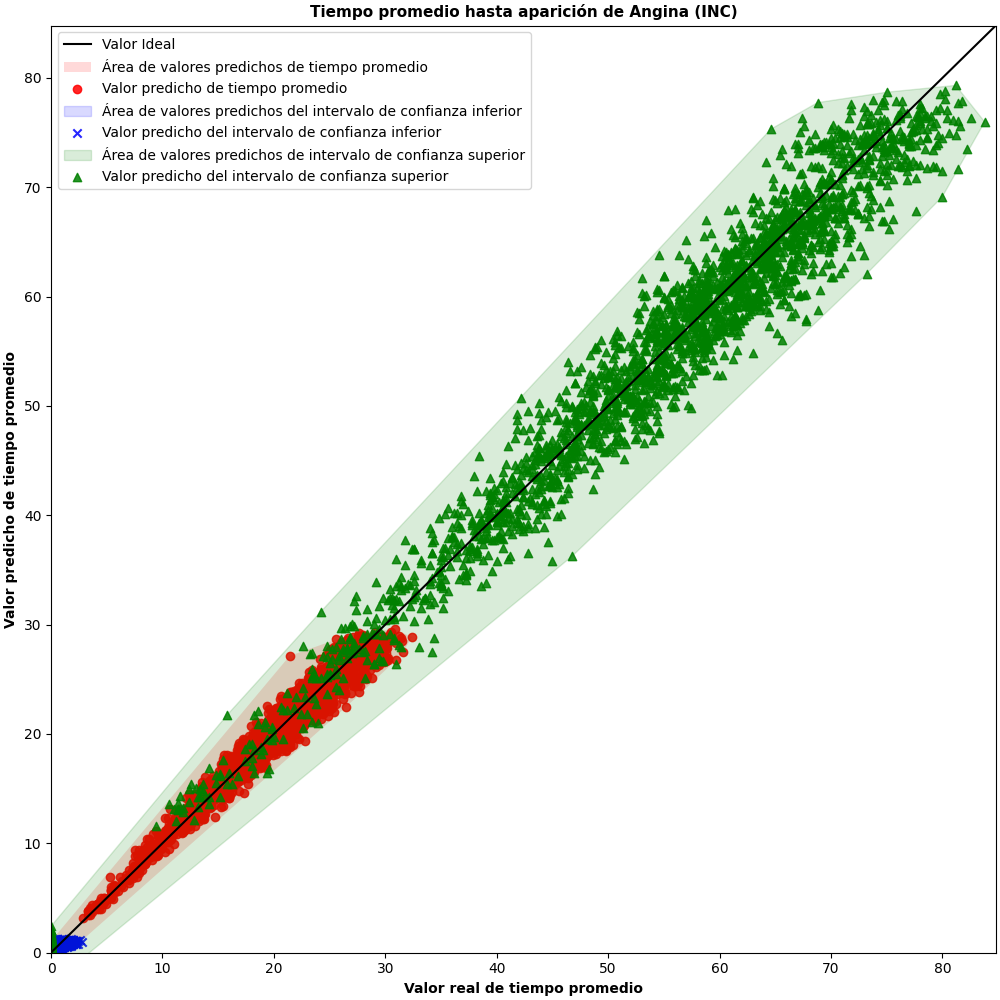 Tiempo promedio hasta aparición de Angina (INC)
Valor Ideal
Área de valores predichos de tiempo promedio
Valor predicho de tiempo promedio
Área de valores predichos del intervalo de confianza inferior
Valor predicho del intervalo de confianza inferior
Área de valores predichos de intervalo de confianza superior
Valor predicho del intervalo de confianza superior
Valor predicho de tiempo promedio
80
70
60
50
40
30
20
10
0
0 10 20 30 40 50 60 70 80
Valor real de tiempo promedio